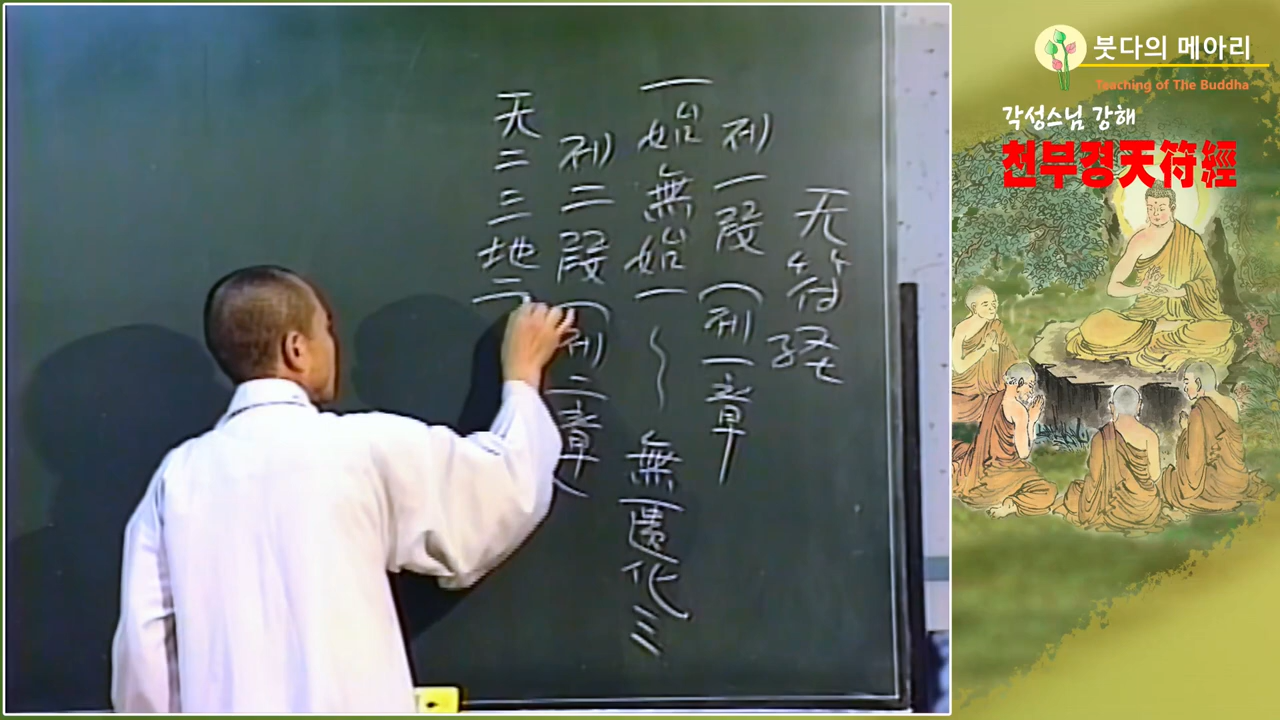 天符経
第一段(第一章)
一始無始一 ~ 無匱化三
第二段(第二章)
天二三地二
붓다의 메아리
Teaching of The Buddha
각성스님 강해
천부경天符經